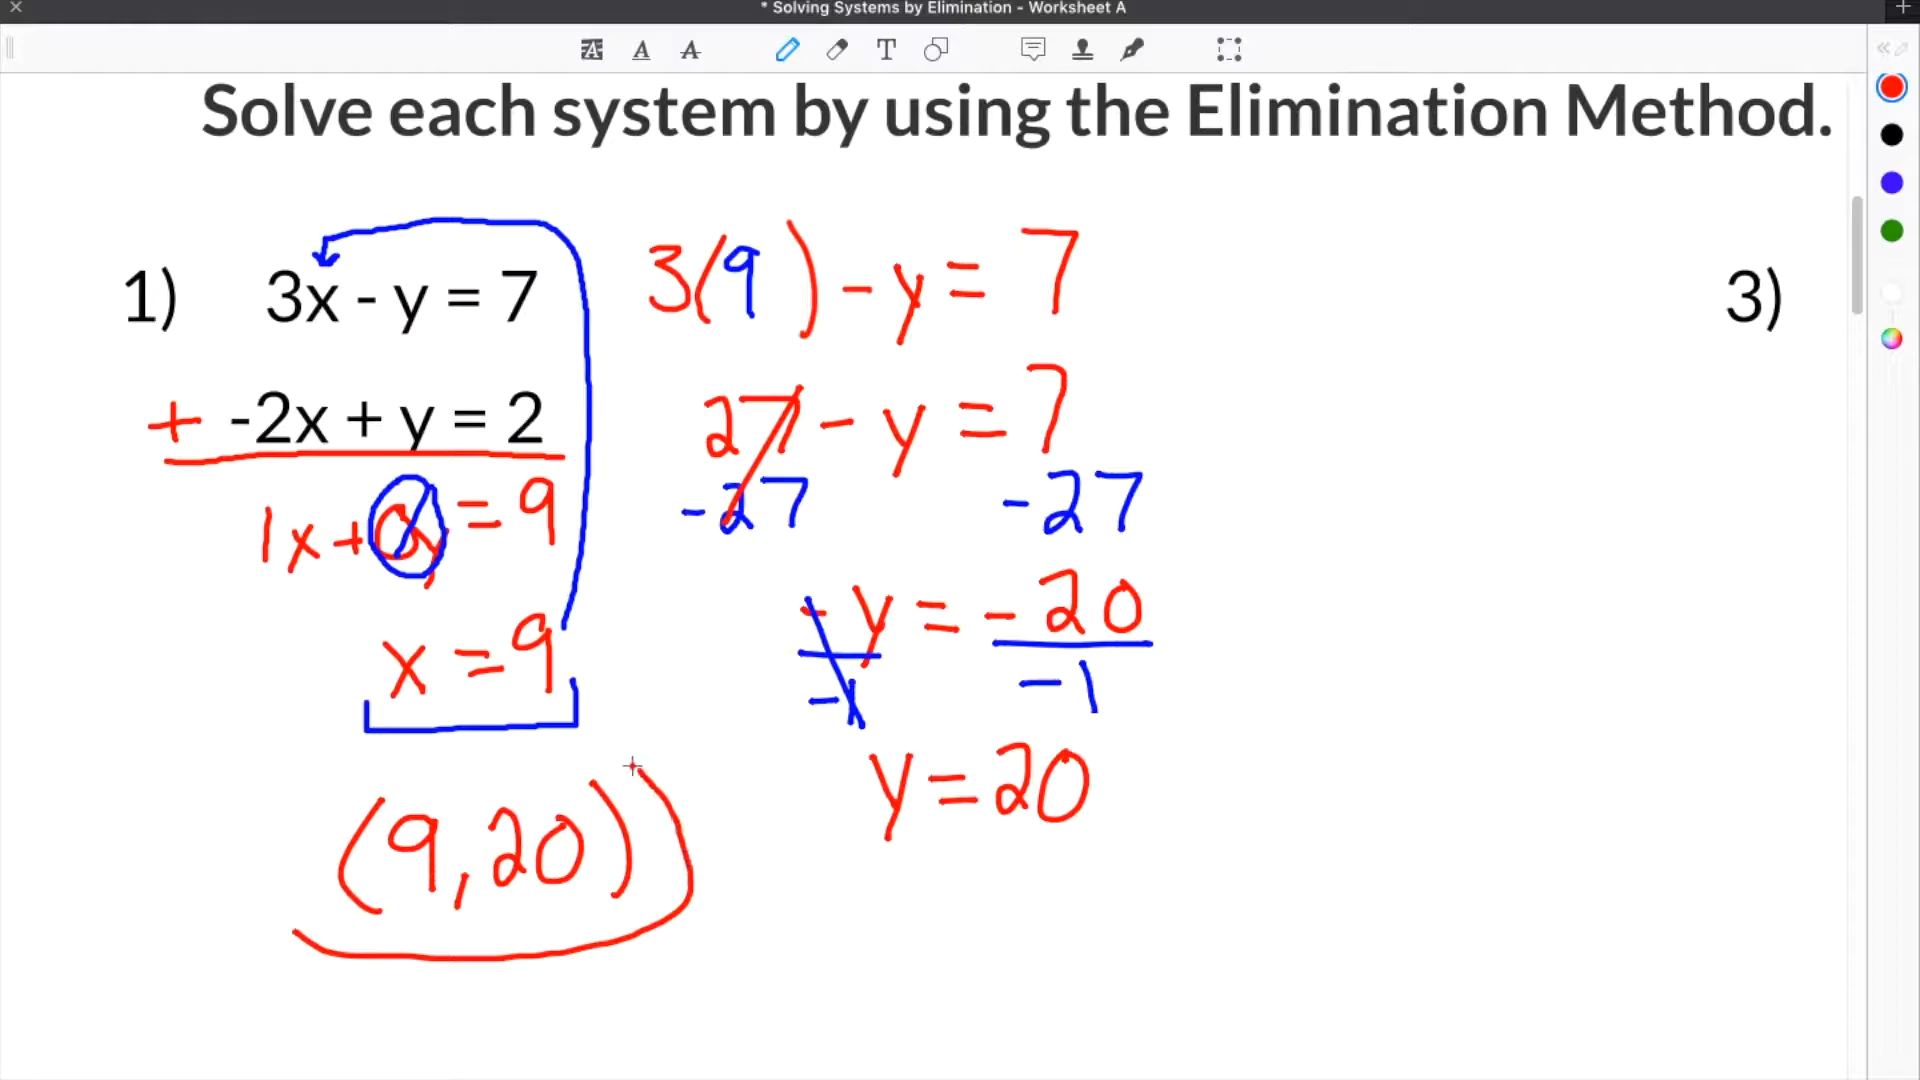 * Solving Systems by Elimination - Worksheet A
Solve each system by using the Elimination Method.
1) 3x - y = 7
+ -2x + y = 2
1x + 0y = 9
x = 9
(9, 20)
3(9) - y = 7
27 - y = 7
-27 -27
-y = -20
-1 -1
y = 20
3)